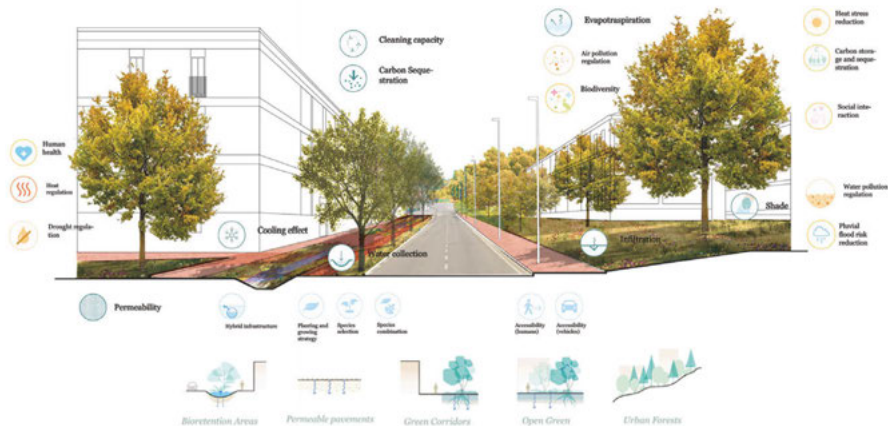 Cleaning capacity
Carbon Seque-
stration
Evapotraspiration
Air pollution
regulation
Biodiversity
Heat stress
reduction
Carbon stora-
ge and seque-
stration
Social inte-
raction
Human
health
Heat
regulation
Drought regula-
tion
Cooling effect
Water collection
Infiltration
Shade
Water pollution
regulation
Pluvial
flood risk
reduction
Permeability
Hybrid infrastructure
Planting and
growing
strategy
Species
selection
Species
combination
Accessibility
(humans)
Accessibility
(vehicles)
Bioretention Areas
Permeable pavements
Green Corridors
Open Green
Urban Forests